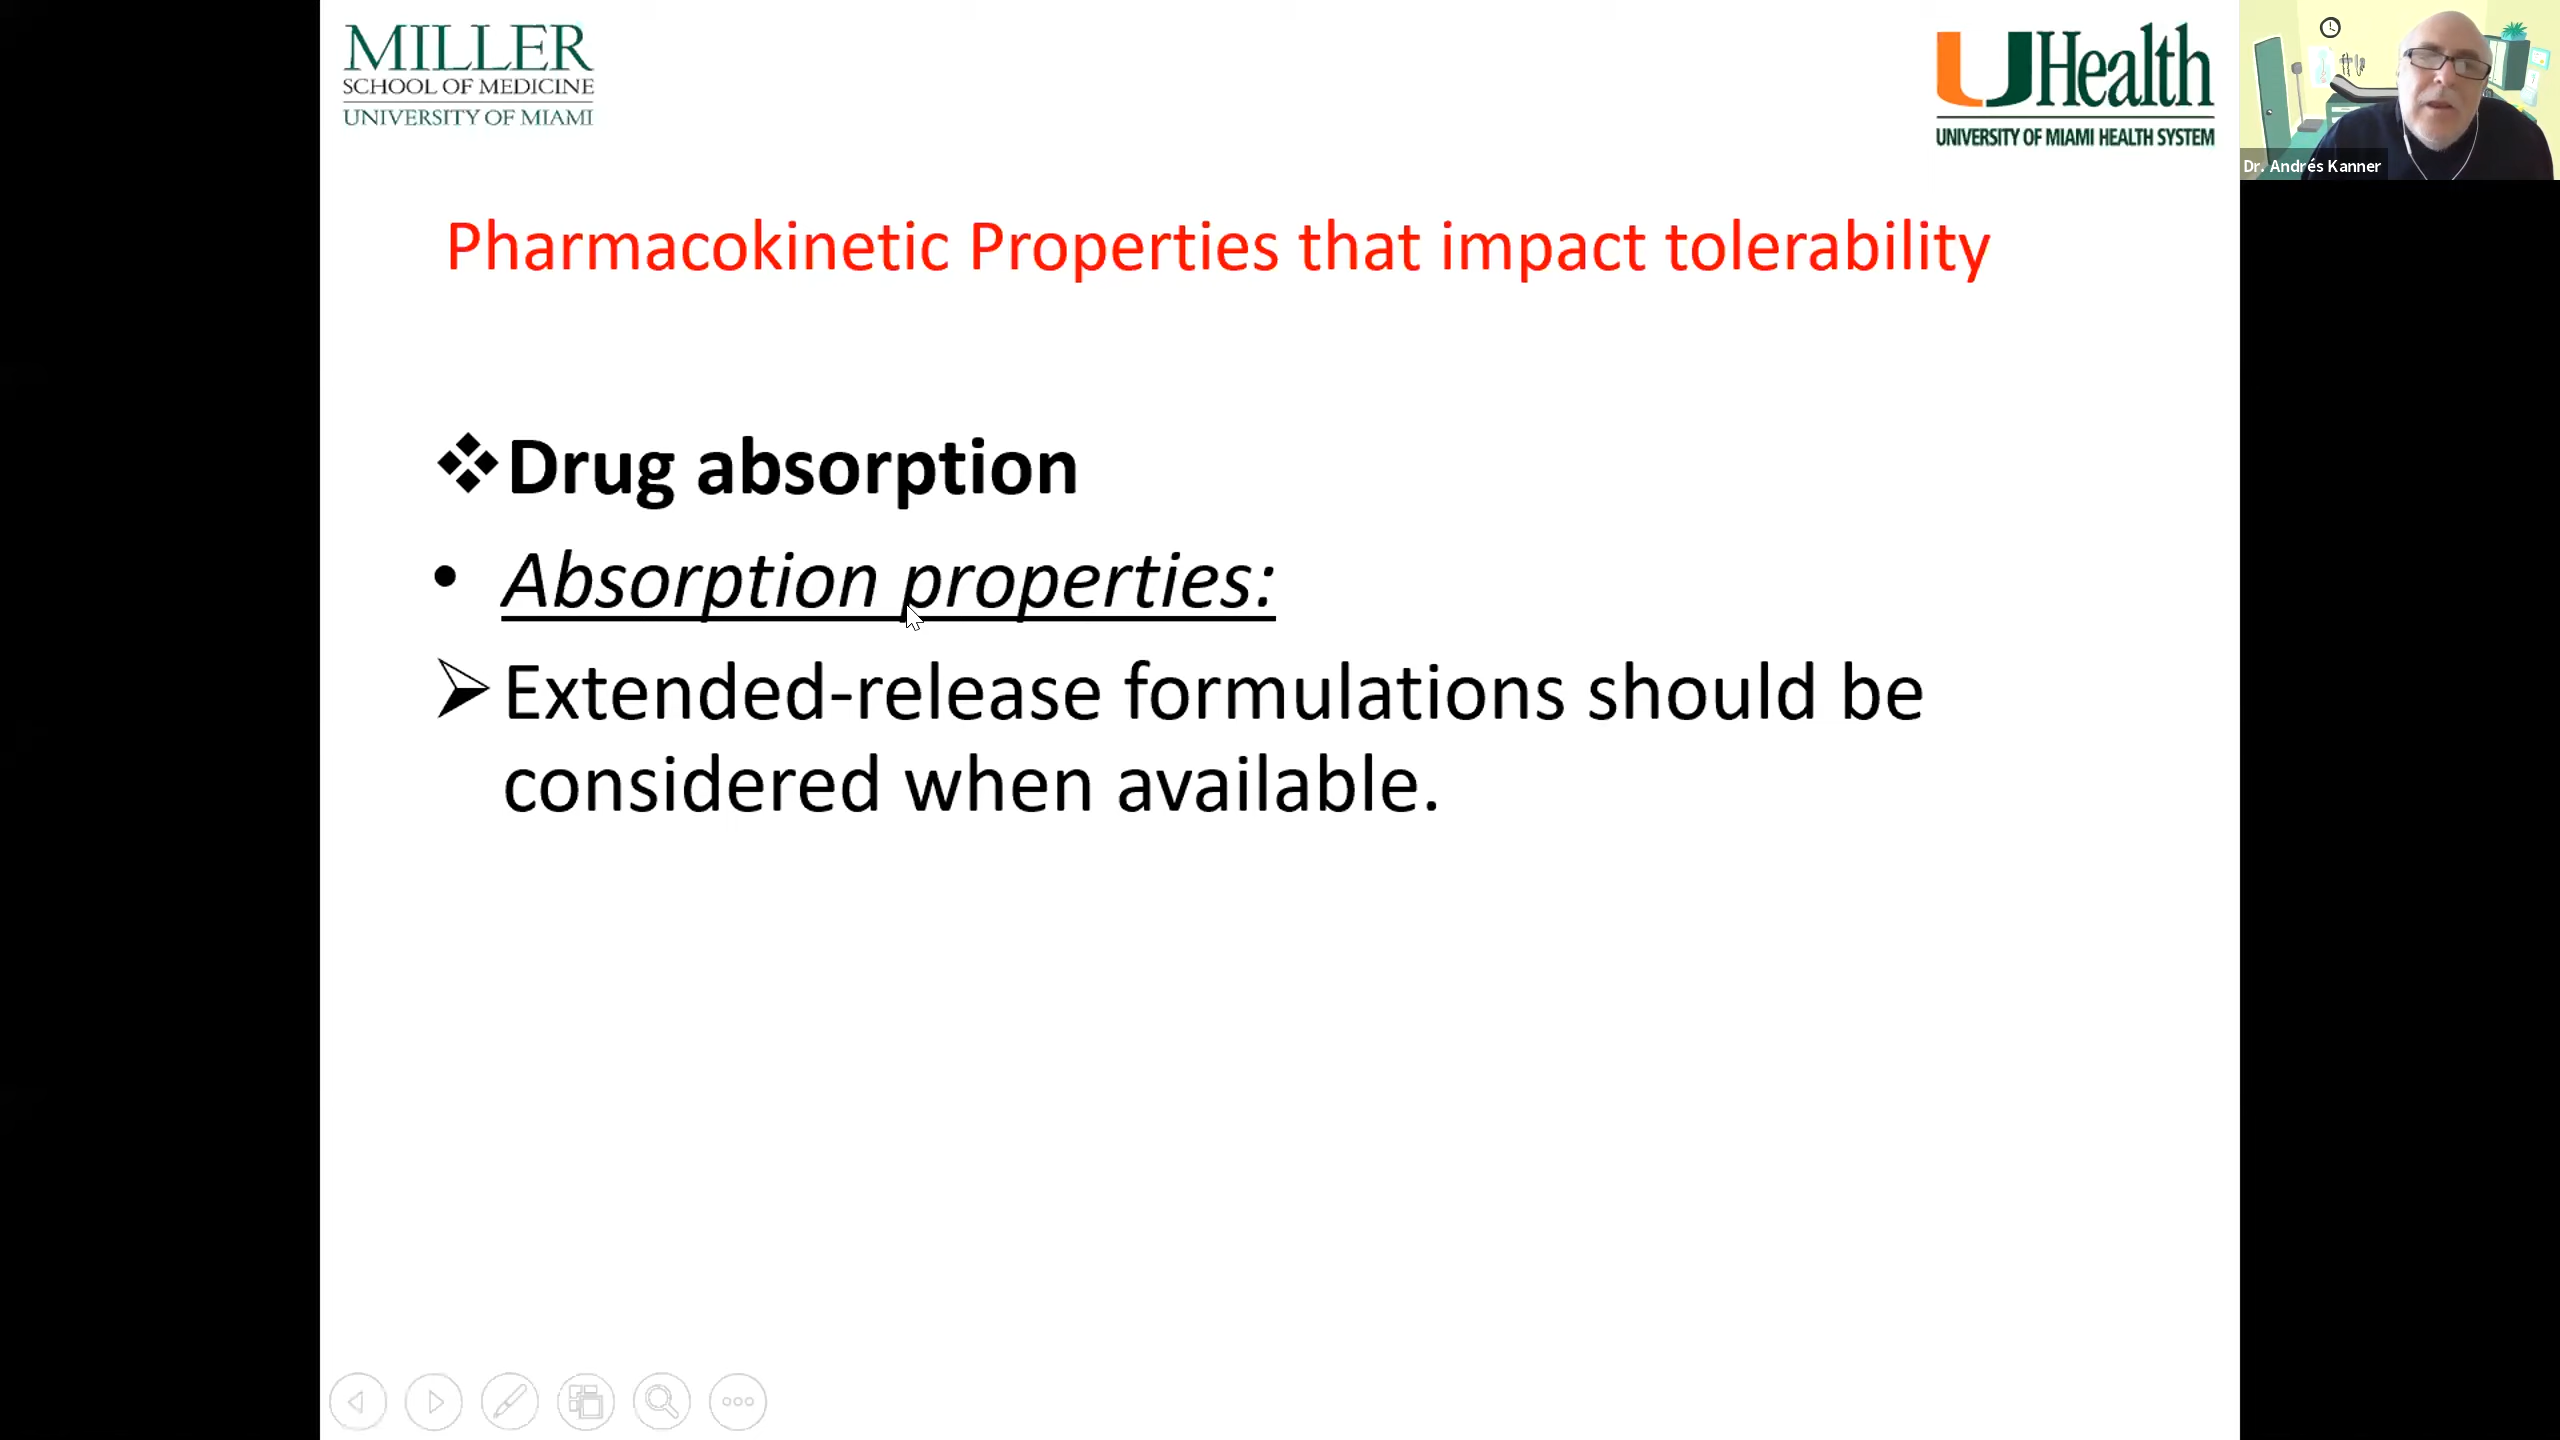 MILLER
SCHOOL OF MEDICINE
UNIVERSITY OF MIAMI
UHealth
UNIVERSITY OF MIAMI HEALTH SYSTEM
Dr. Andrés Kanner
Pharmacokinetic Properties that impact tolerability
❖Drug absorption
• Absorption properties:
➢Extended-release formulations should be
considered when available.